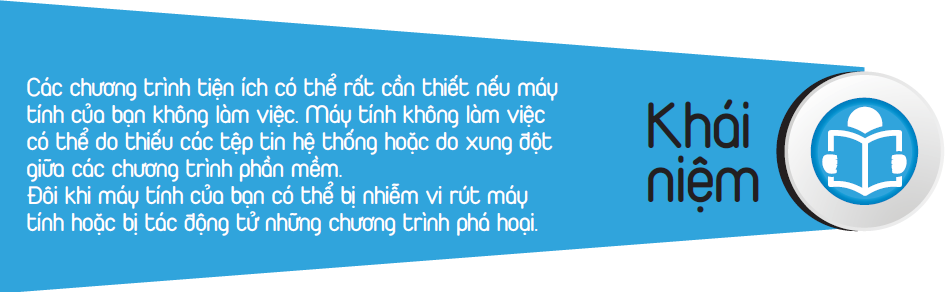 Các chương trình tiện ích có thể rất cần thiết nếu máy
tính của bạn không làm việc. Máy tính không làm việc
có thể do thiếu các tệp tin hệ thống hoặc do xung đột
giữa các chương trình phần mềm.
Đôi khi máy tính của bạn có thể bị nhiễm vi rút máy
tính hoặc bị tác động tử những chương trình phá hoại.
Khái
niệm